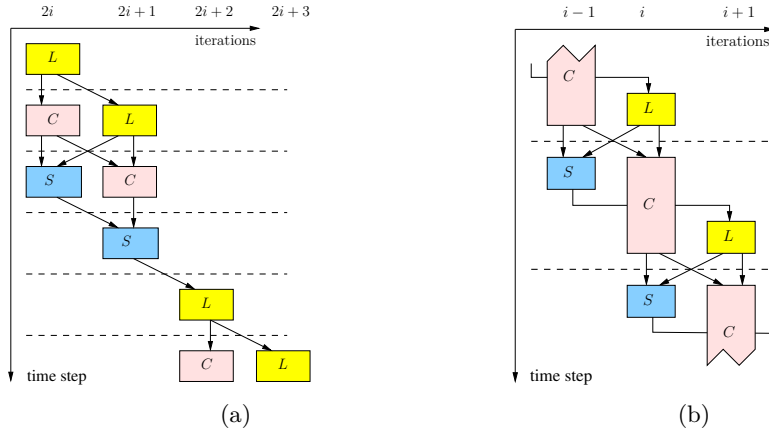 2i 2i + 1 2i + 2 2i + 3
iterations
L
C L
S C
S
L
C L
time step
(a)
i − 1 i i + 1
iterations
C
L
S
C
L
S
C
time step
(b)